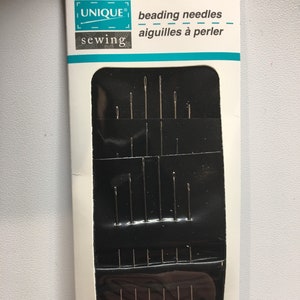 UNIQUE®
sewing
beading needles
aiguilles à perler